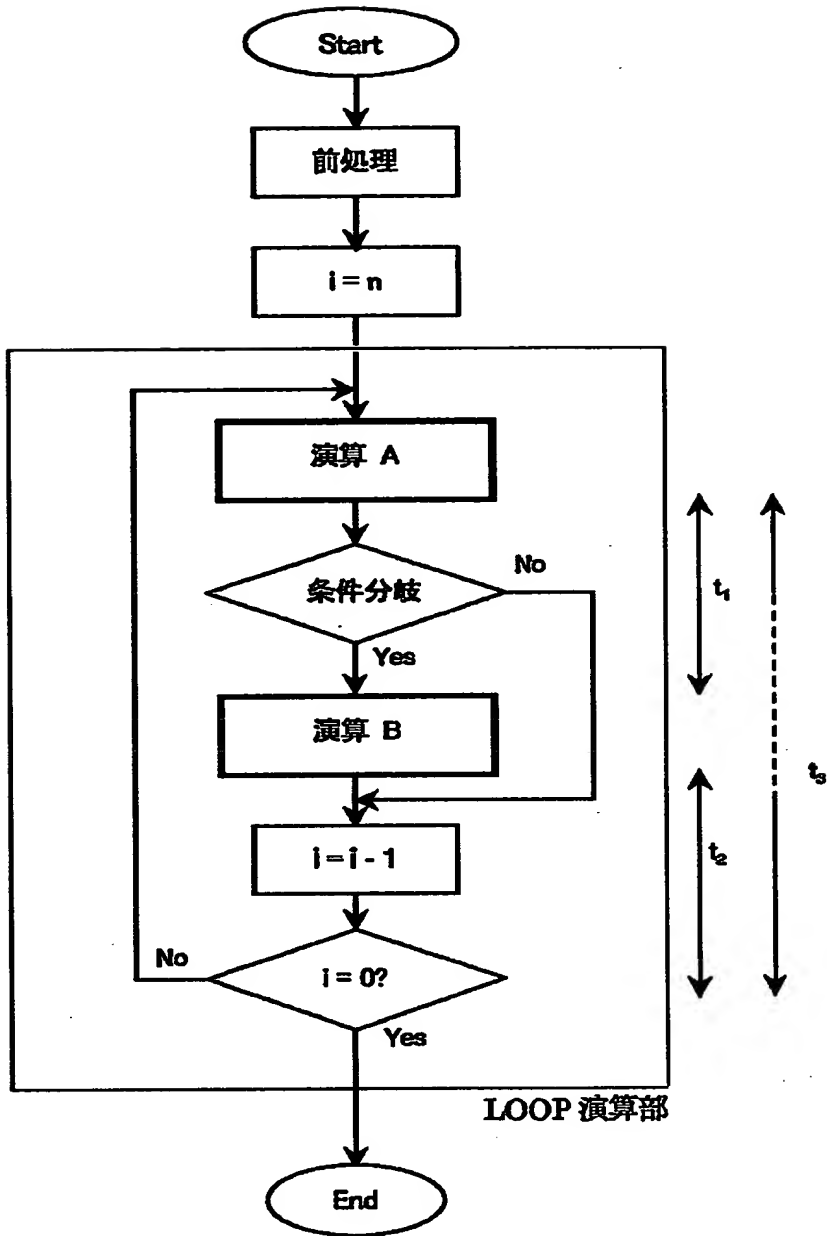 Start
前処理
i = n
演算 A
条件分岐
No
Yes
演算 B
i = i - 1
No
i = 0?
Yes
t₁
t₂
t₃
LOOP 演算部
End